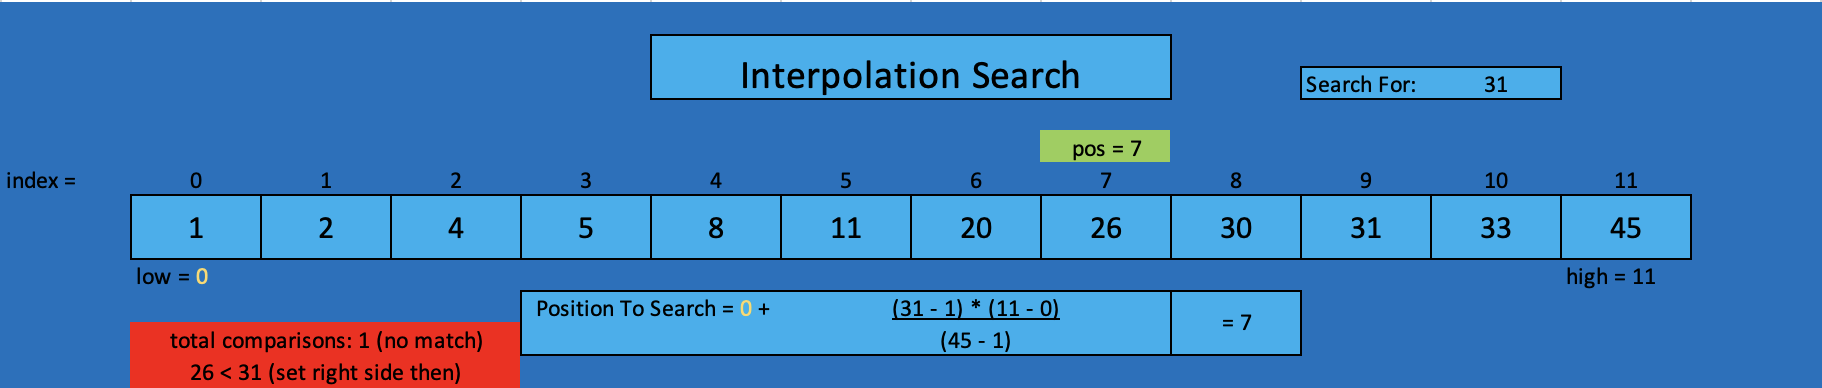 Interpolation Search
Search For: 31
pos = 7
index = 0 1 2 3 4 5 6 7 8 9 10 11
1 2 4 5 8 11 20 26 30 31 33 45
low = 0 high = 11
Position To Search = 0 + (31 - 1) * (11 - 0)
(45 - 1)
= 7
total comparisons: 1 (no match)
26 < 31 (set right side then)